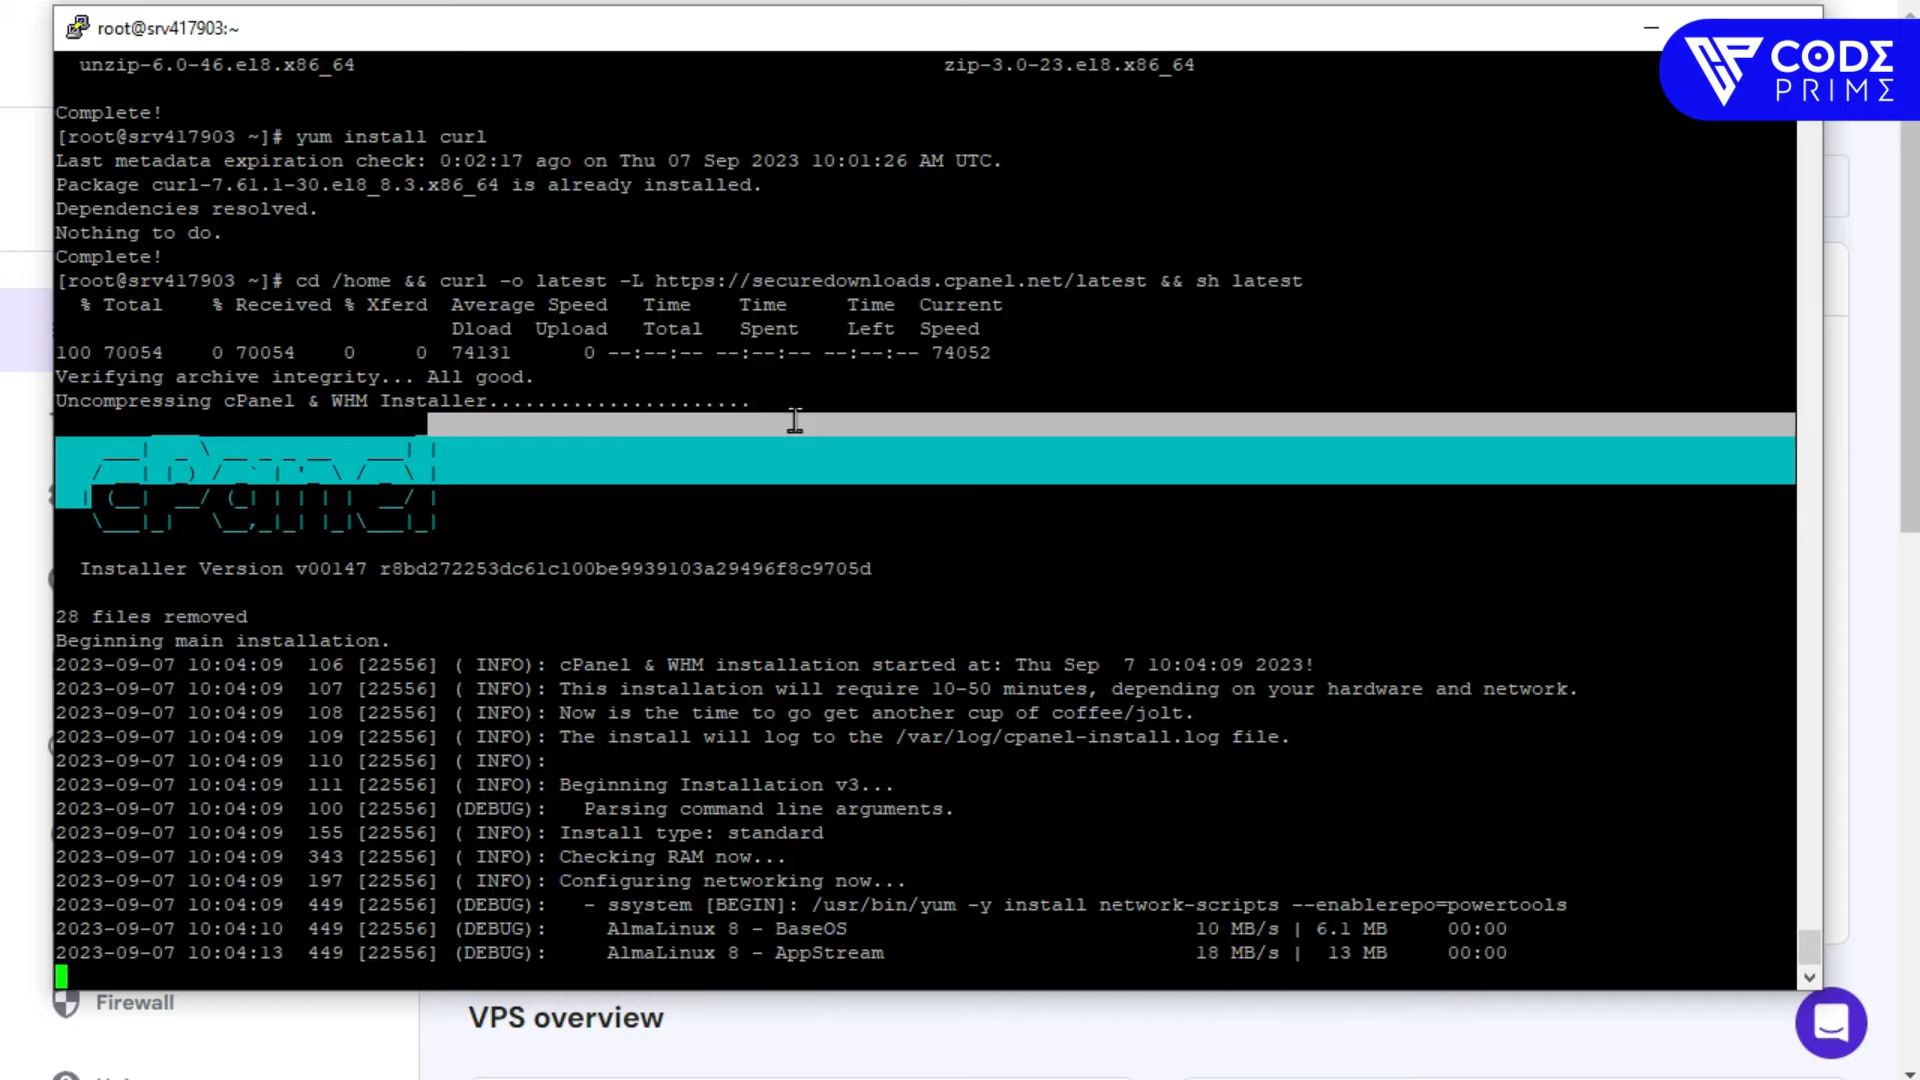 root@srv417903:~
CODΣ
PRIMΣ
unzip-6.0-46.el8.x86_64 zip-3.0-23.el8.x86_64
Complete!
[root@srv417903 ~]# yum install curl
Last metadata expiration check: 0:02:17 ago on Thu 07 Sep 2023 10:01:26 AM UTC.
Package curl-7.61.1-30.el8_8.3.x86_64 is already installed.
Dependencies resolved.
Nothing to do.
Complete!
[root@srv417903 ~]# cd /home && curl -o latest -L https://securedownloads.cpanel.net/latest && sh latest
% Total % Received % Xferd Average Speed Time Time Time Current
Dload Upload Total Spent Left Speed
100 70054 0 70054 0 0 74131 0 --:--:-- --:--:-- --:--:-- 74052
Verifying archive integrity... All good.
Uncompressing cPanel & WHM Installer......................
cPanel
Installer Version v00147 r8bd272253dc61c100be9939103a29496f8c9705d
28 files removed
Beginning main installation.
2023-09-07 10:04:09 106 [22556] ( INFO): cPanel & WHM installation started at: Thu Sep 7 10:04:09 2023!
2023-09-07 10:04:09 107 [22556] ( INFO): This installation will require 10-50 minutes, depending on your hardware and network.
2023-09-07 10:04:09 108 [22556] ( INFO): Now is the time to go get another cup of coffee/jolt.
2023-09-07 10:04:09 109 [22556] ( INFO): The install will log to the /var/log/cpanel-install.log file.
2023-09-07 10:04:09 110 [22556] ( INFO):
2023-09-07 10:04:09 111 [22556] ( INFO): Beginning Installation v3...
2023-09-07 10:04:09 100 [22556] (DEBUG): Parsing command line arguments.
2023-09-07 10:04:09 155 [22556] ( INFO): Install type: standard
2023-09-07 10:04:09 343 [22556] ( INFO): Checking RAM now...
2023-09-07 10:04:09 197 [22556] ( INFO): Configuring networking now...
2023-09-07 10:04:09 449 [22556] (DEBUG): - ssystem [BEGIN]: /usr/bin/yum -y install network-scripts --enablerepo=powertools
2023-09-07 10:04:10 449 [22556] (DEBUG): AlmaLinux 8 - BaseOS 10 MB/s | 6.1 MB 00:00
2023-09-07 10:04:13 449 [22556] (DEBUG): AlmaLinux 8 - AppStream 18 MB/s | 13 MB 00:00
Firewall
VPS overview